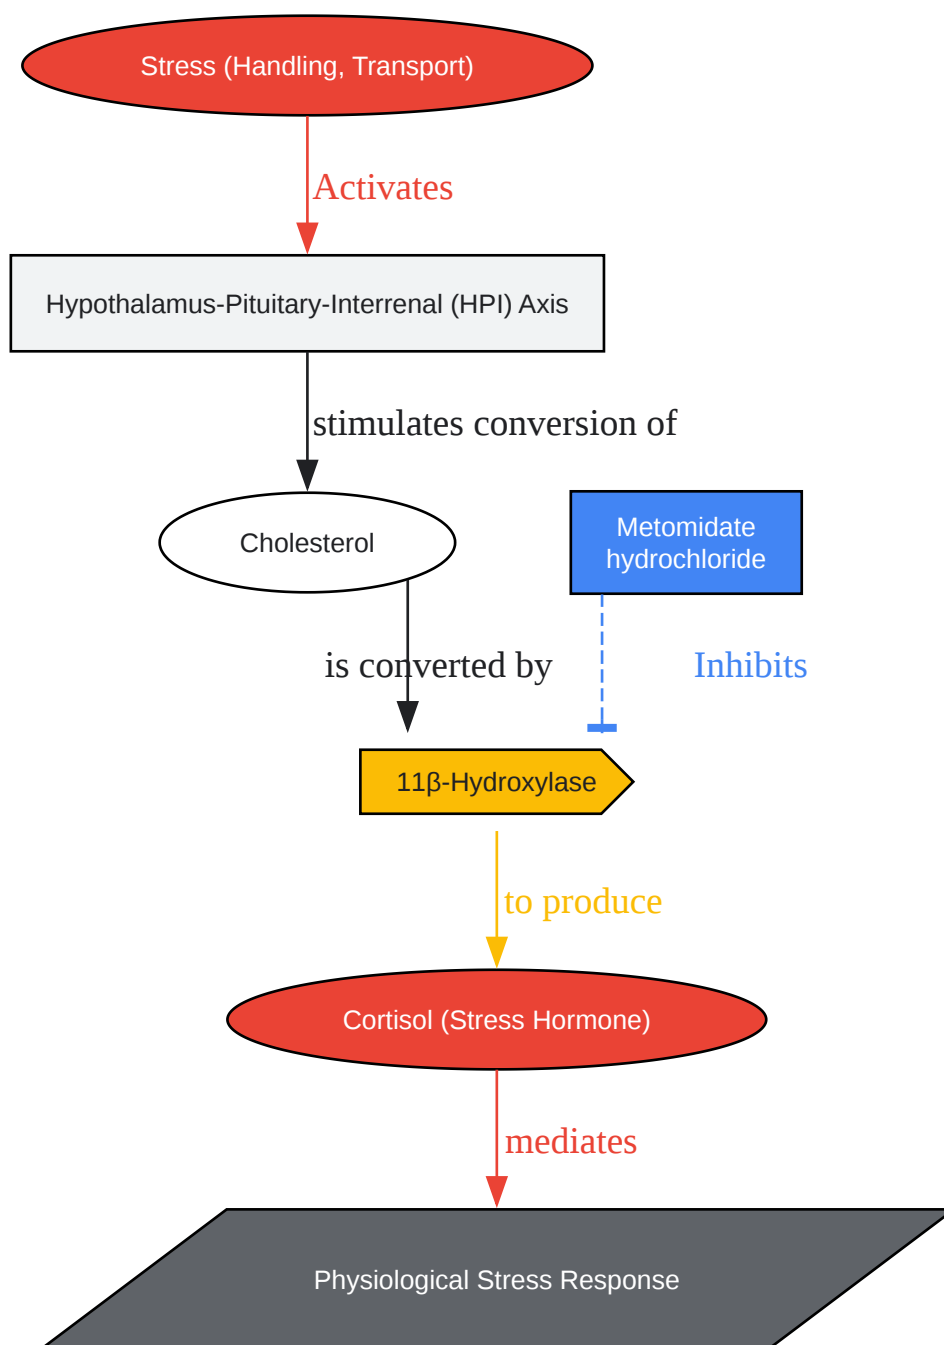 Stress (Handling, Transport)
Activates
Hypothalamus-Pituitary-Interrenal (HPI) Axis
stimulates conversion of
Cholesterol
Metomidate
hydrochloride
is converted by
Inhibits
11β-Hydroxylase
to produce
Cortisol (Stress Hormone)
mediates
Physiological Stress Response